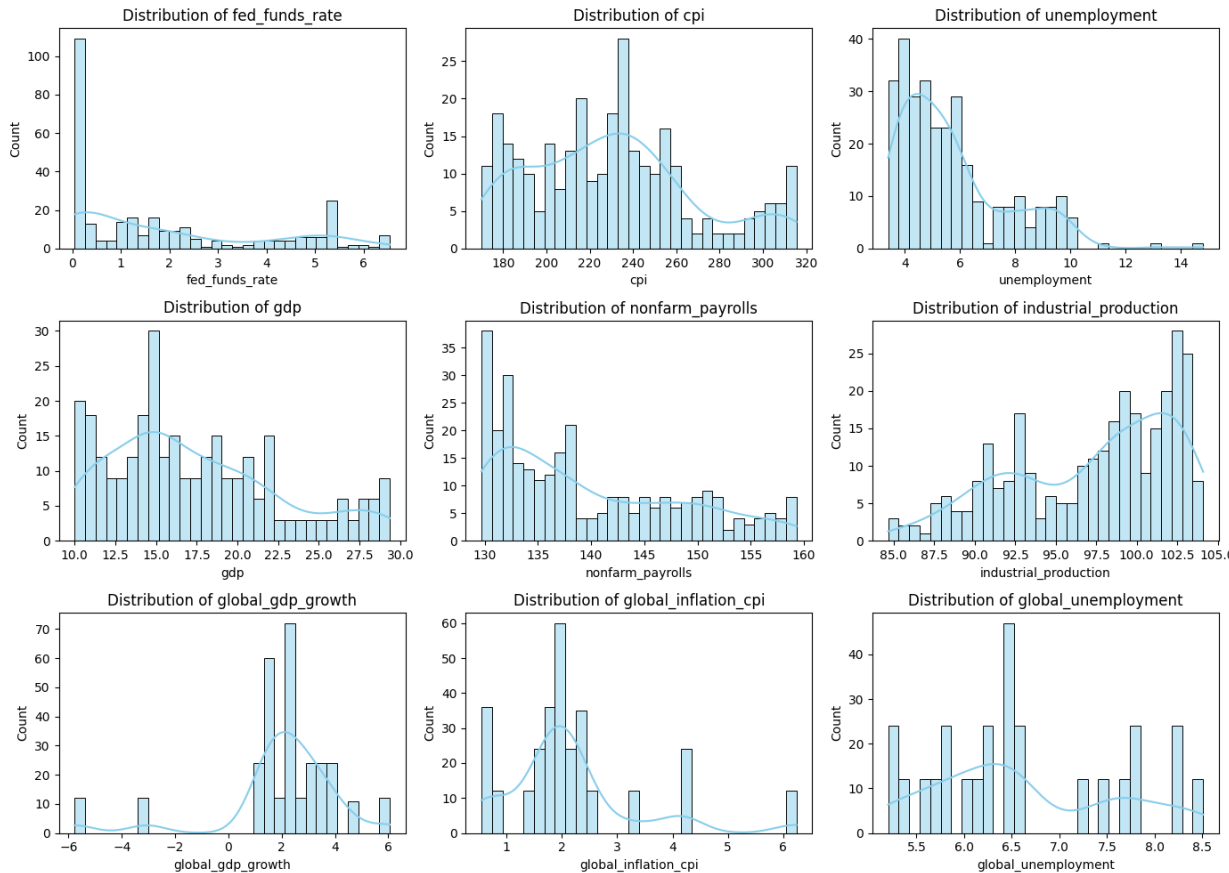 Distribution of fed_funds_rate
Count
100
80
60
40
20
0
0 1 2 3 4 5 6
fed_funds_rate
Distribution of cpi
Count
25
20
15
10
5
0
180 200 220 240 260 280 300 320
cpi
Distribution of unemployment
Count
40
30
20
10
0
4 6 8 10 12 14
unemployment
Distribution of gdp
Count
30
25
20
15
10
5
0
10.0 12.5 15.0 17.5 20.0 22.5 25.0 27.5 30.0
gdp
Distribution of nonfarm_payrolls
Count
35
30
25
20
15
10
5
0
130 135 140 145 150 155 160
nonfarm_payrolls
Distribution of industrial_production
Count
25
20
15
10
5
0
85.0 87.5 90.0 92.5 95.0 97.5 100.0 102.5 105.0
industrial_production
Distribution of global_gdp_growth
Count
70
60
50
40
30
20
10
0
−6 −4 −2 0 2 4 6
global_gdp_growth
Distribution of global_inflation_cpi
Count
60
50
40
30
20
10
0
1 2 3 4 5 6
global_inflation_cpi
Distribution of global_unemployment
Count
40
30
20
10
0
5.5 6.0 6.5 7.0 7.5 8.0 8.5
global_unemployment